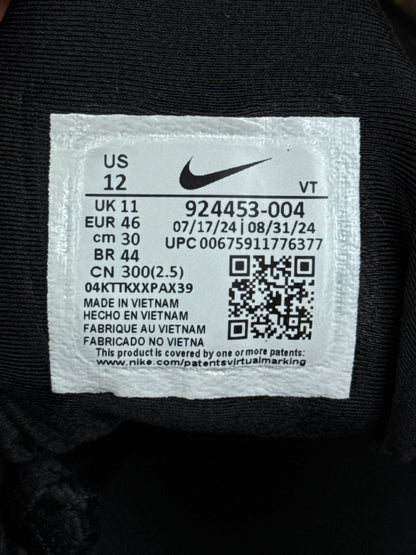 US
12
VT
UK 11
924453-004
EUR 46
07/17/24 | 08/31/24
cm 30
UPC 00675911776377
BR 44
CN 300(2.5)
04KTTKXXPAX39
MADE IN VIETNAM
HECHO EN VIETNAM
FABRIQUE AU VIETNAM
FABRICADO NO VIETNA
This product is covered by one or more patents:
www.nike.com/patentsvirtualmarking